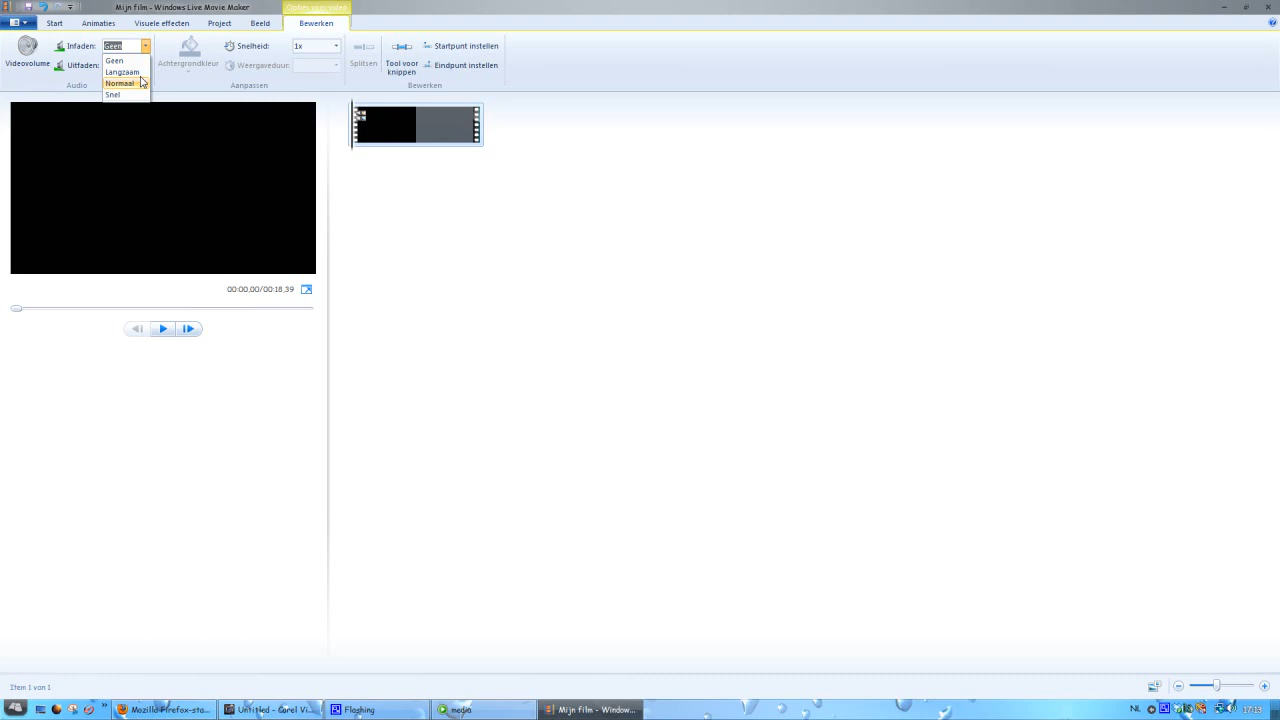 Mijn film - Windows Live Movie Maker
Opties voor video
Start Animaties Visuele effecten Project Beeld Bewerken
Videovolume
Infaden: Geen
Uitfaden:
Geen
Langzaam
Normaal
Snel
Audio
Achtergrondkleur
Snelheid: 1x
Weergaveduur:
Aanpassen
Splitsen
Tool voor
knippen
Startpunt instellen
Eindpunt instellen
Bewerken
00:00,00/00:18,39
Item 1 van 1
Mozilla Firefox-sta...
Untitled - Corel Vi...
Flashing
media
Mijn film - Window...
NL
17:13